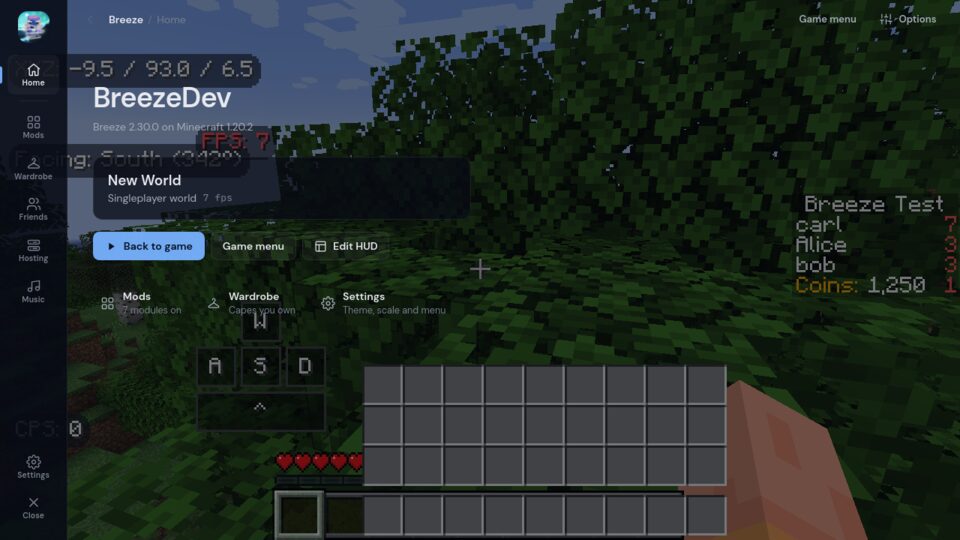 Breeze / Home
Game menu
Options
Home
-9.5 / 93.0 / 6.5
BreezeDev
Breeze 2.30.0 on Minecraft 1.20.2
FPS: 7
Mods
Facing: South (342°)
Wardrobe
New World
Singleplayer world 7 fps
Friends
Breeze Test
carl 7
Alice 3
bob 3
Coins: 1,250 1
Hosting
Back to game
Game menu
Edit HUD
Music
Mods
7 modules on
Wardrobe
Capes you own
Settings
Theme, scale and menu
W
A S D
^
CPS: 0
Settings
Close